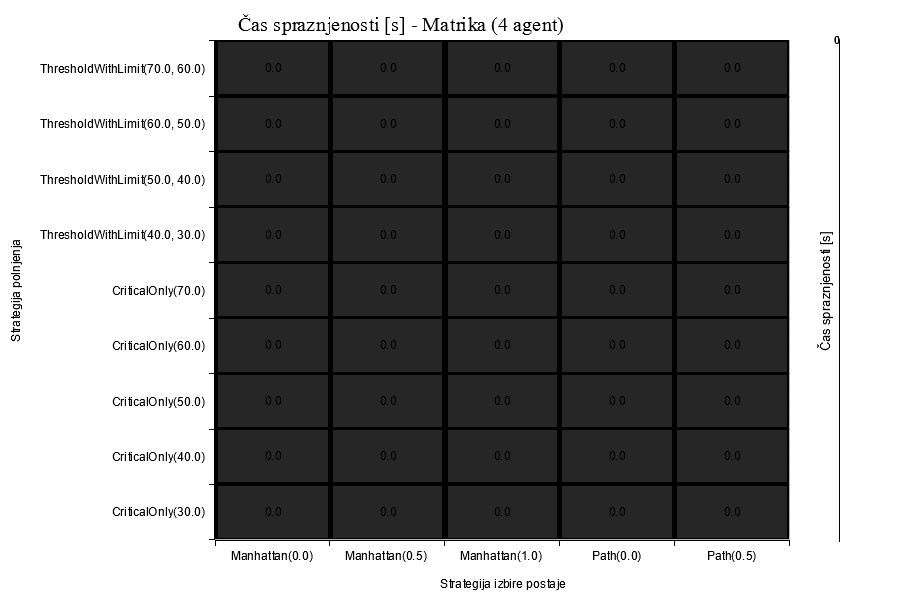 Čas spraznjenosti [s] - Matrika (4 agent)
0
ThresholdWithLimit(70.0, 60.0) 0.0 0.0 0.0 0.0 0.0
ThresholdWithLimit(60.0, 50.0) 0.0 0.0 0.0 0.0 0.0
ThresholdWithLimit(50.0, 40.0) 0.0 0.0 0.0 0.0 0.0
ThresholdWithLimit(40.0, 30.0) 0.0 0.0 0.0 0.0 0.0
CriticalOnly(70.0) 0.0 0.0 0.0 0.0 0.0
CriticalOnly(60.0) 0.0 0.0 0.0 0.0 0.0
CriticalOnly(50.0) 0.0 0.0 0.0 0.0 0.0
CriticalOnly(40.0) 0.0 0.0 0.0 0.0 0.0
CriticalOnly(30.0) 0.0 0.0 0.0 0.0 0.0
Strategija polnjenja
Čas spraznjenosti [s]
Manhattan(0.0) Manhattan(0.5) Manhattan(1.0) Path(0.0) Path(0.5)
Strategija izbire postaje